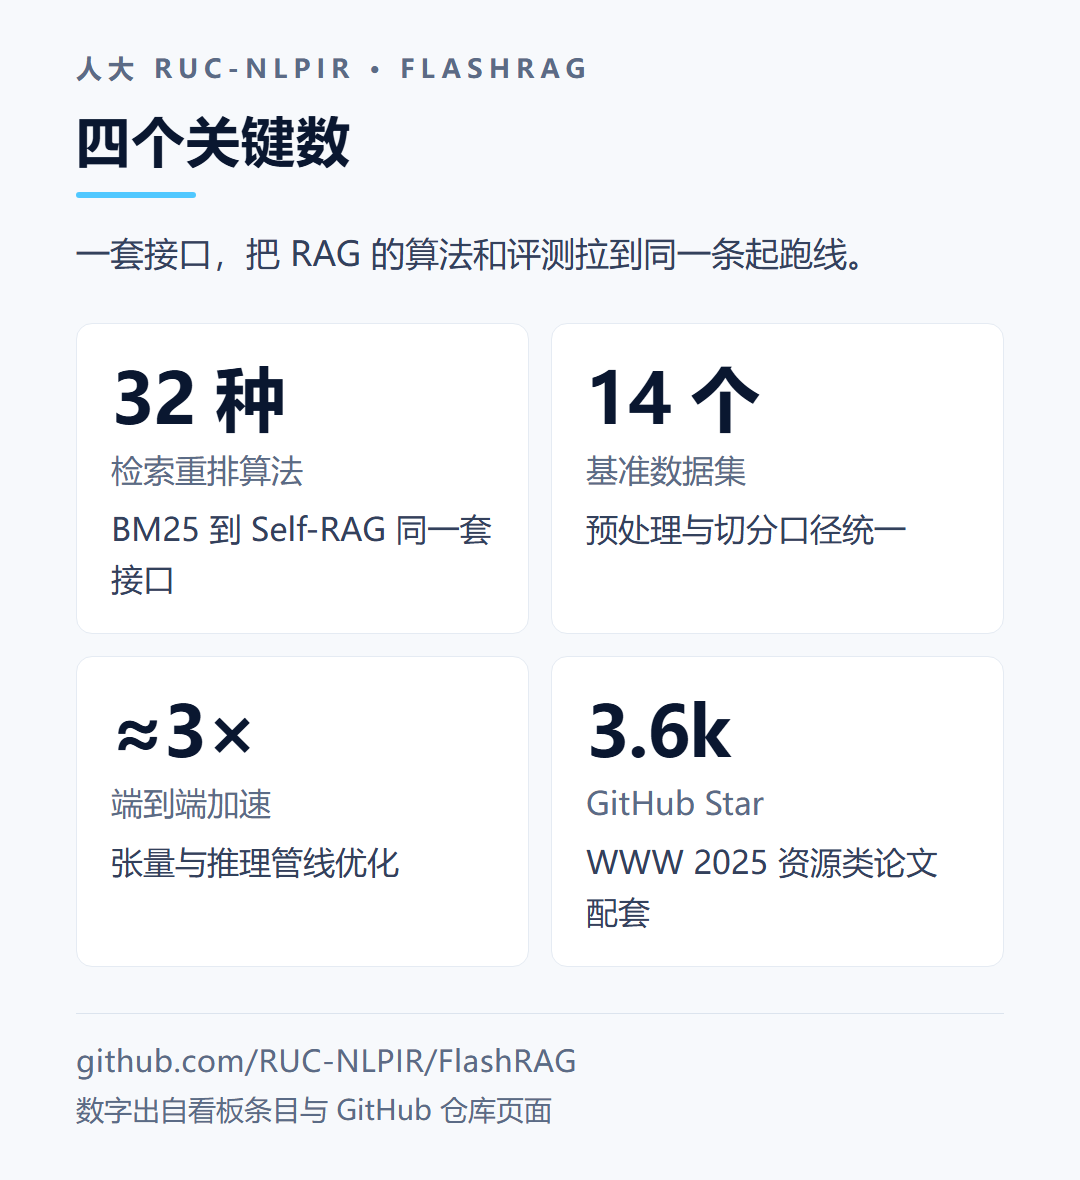 人大 RUC-NLPIR • FLASHRAG
四个关键数
一套接口，把 RAG 的算法和评测拉到同一条起跑线。
32 种
检索重排算法
BM25 到 Self-RAG 同一套
接口
14 个
基准数据集
预处理与切分口径统一
≈3×
端到端加速
张量与推理管线优化
3.6k
GitHub Star
WWW 2025 资源类论文
配套
github.com/RUC-NLPIR/FlashRAG
数字出自看板条目与 GitHub 仓库页面